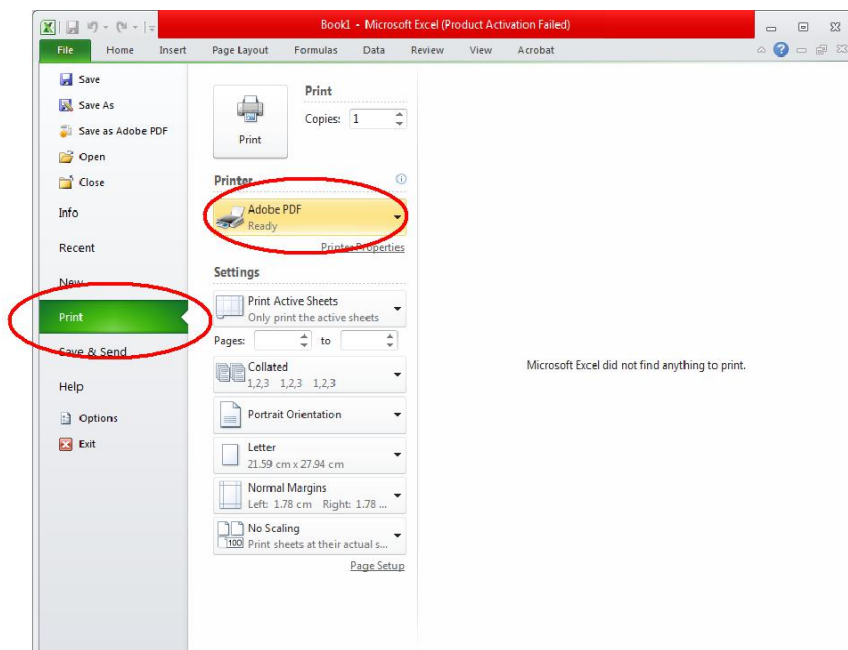 Book1 - Microsoft Excel (Product Activation Failed)
File Home Insert Page Layout Formulas Data Review View Acrobat
Save
Save As
Save as Adobe PDF
Open
Close
Info
Recent
New
Print
Save & Send
Help
Options
Exit
Print
Copies: 1
Print
Printer
Adobe PDF
Ready
Printer Properties
Settings
Print Active Sheets
Only print the active sheets
Pages: to
Collated
1,2,3 1,2,3 1,2,3
Portrait Orientation
Letter
21.59 cm x 27.94 cm
Normal Margins
Left: 1.78 cm Right: 1.78 ...
No Scaling
100 Print sheets at their actual s...
Page Setup
Microsoft Excel did not find anything to print.